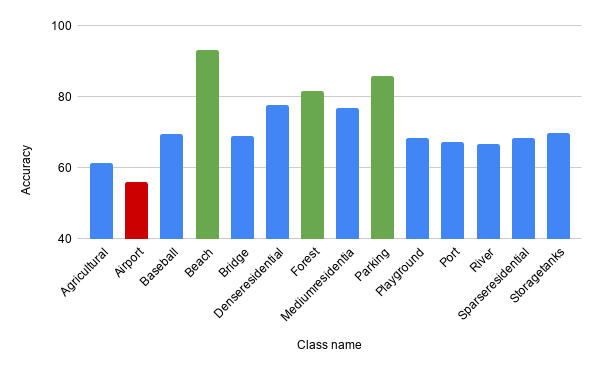 100
80
60
40
Accuracy
Agricultural
Airport
Baseball
Beach
Bridge
Denseresidential
Forest
Mediumresidentia
Parking
Playground
Port
River
Sparseresidential
Storagetanks
Class name